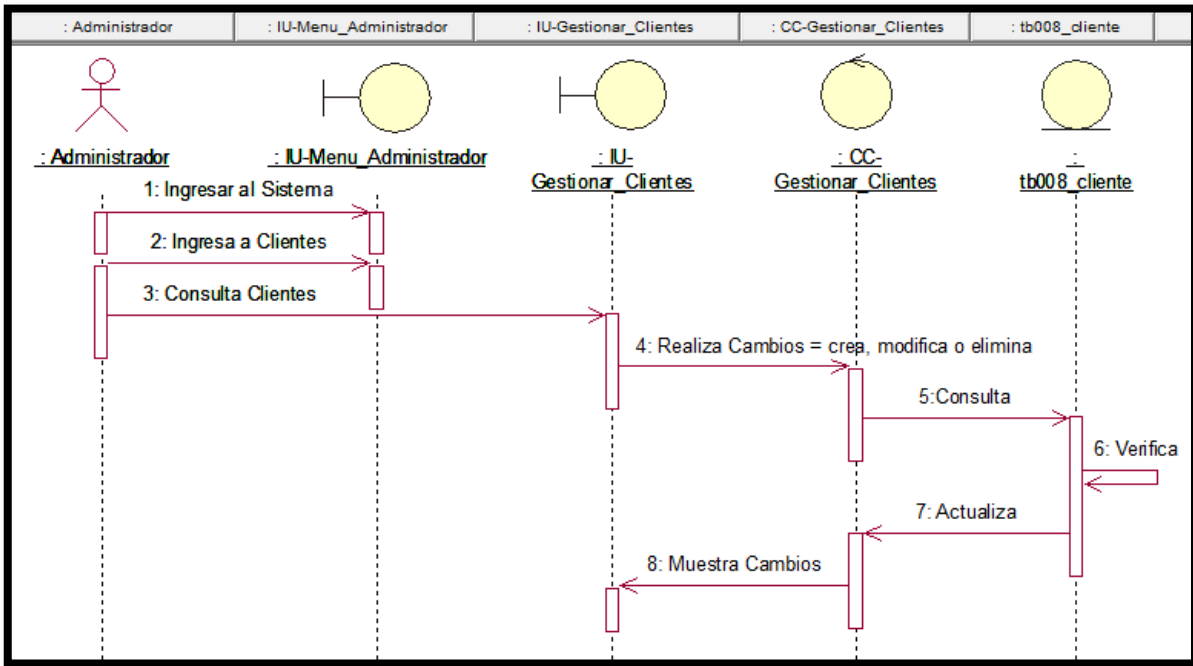 : Administrador
: IU-Menu_Administrador
: IU-Gestionar_Clientes
: CC-Gestionar_Clientes
: tb008_cliente
: Administrador
: IU-Menu_Administrador
: IU-
Gestionar_Clientes
: CC-
Gestionar_Clientes
:
tb008_cliente
1: Ingresar al Sistema
2: Ingresa a Clientes
3: Consulta Clientes
4: Realiza Cambios = crea, modifica o elimina
5:Consulta
6: Verifica
7: Actualiza
8: Muestra Cambios